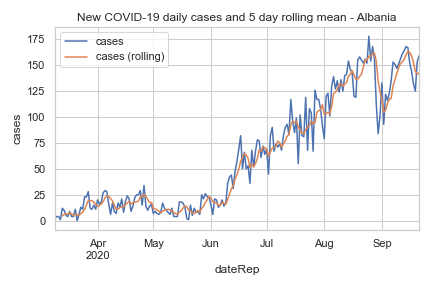 New COVID-19 daily cases and 5 day rolling mean - Albania
cases
cases (rolling)
cases
175
150
125
100
75
50
25
0
Apr
2020
May
Jun
Jul
Aug
Sep
dateRep